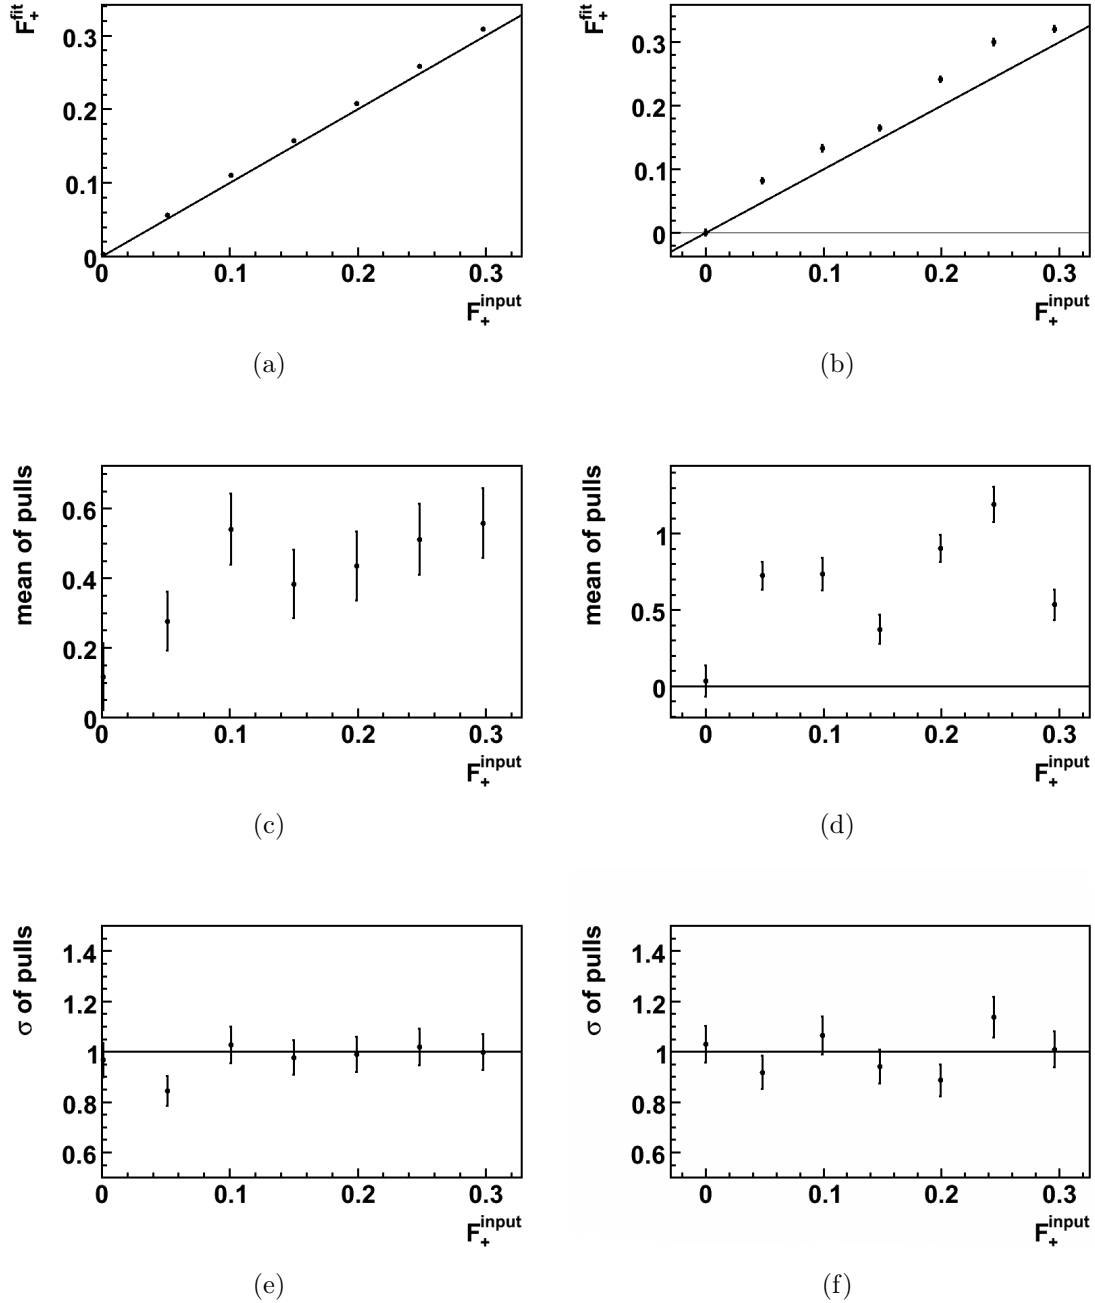 F₊^fit
0.3
0.2
0.1
0
0 0.1 0.2 0.3
F₊^input
(a)
F₊^fit
0.3
0.2
0.1
0
0 0.1 0.2 0.3
F₊^input
(b)
mean of pulls
0.6
0.4
0.2
0
0 0.1 0.2 0.3
F₊^input
(c)
mean of pulls
1
0.5
0
0 0.1 0.2 0.3
F₊^input
(d)
σ of pulls
1.4
1.2
1
0.8
0.6
0 0.1 0.2 0.3
F₊^input
(e)
σ of pulls
1.4
1.2
1
0.8
0.6
0 0.1 0.2 0.3
F₊^input
(f)